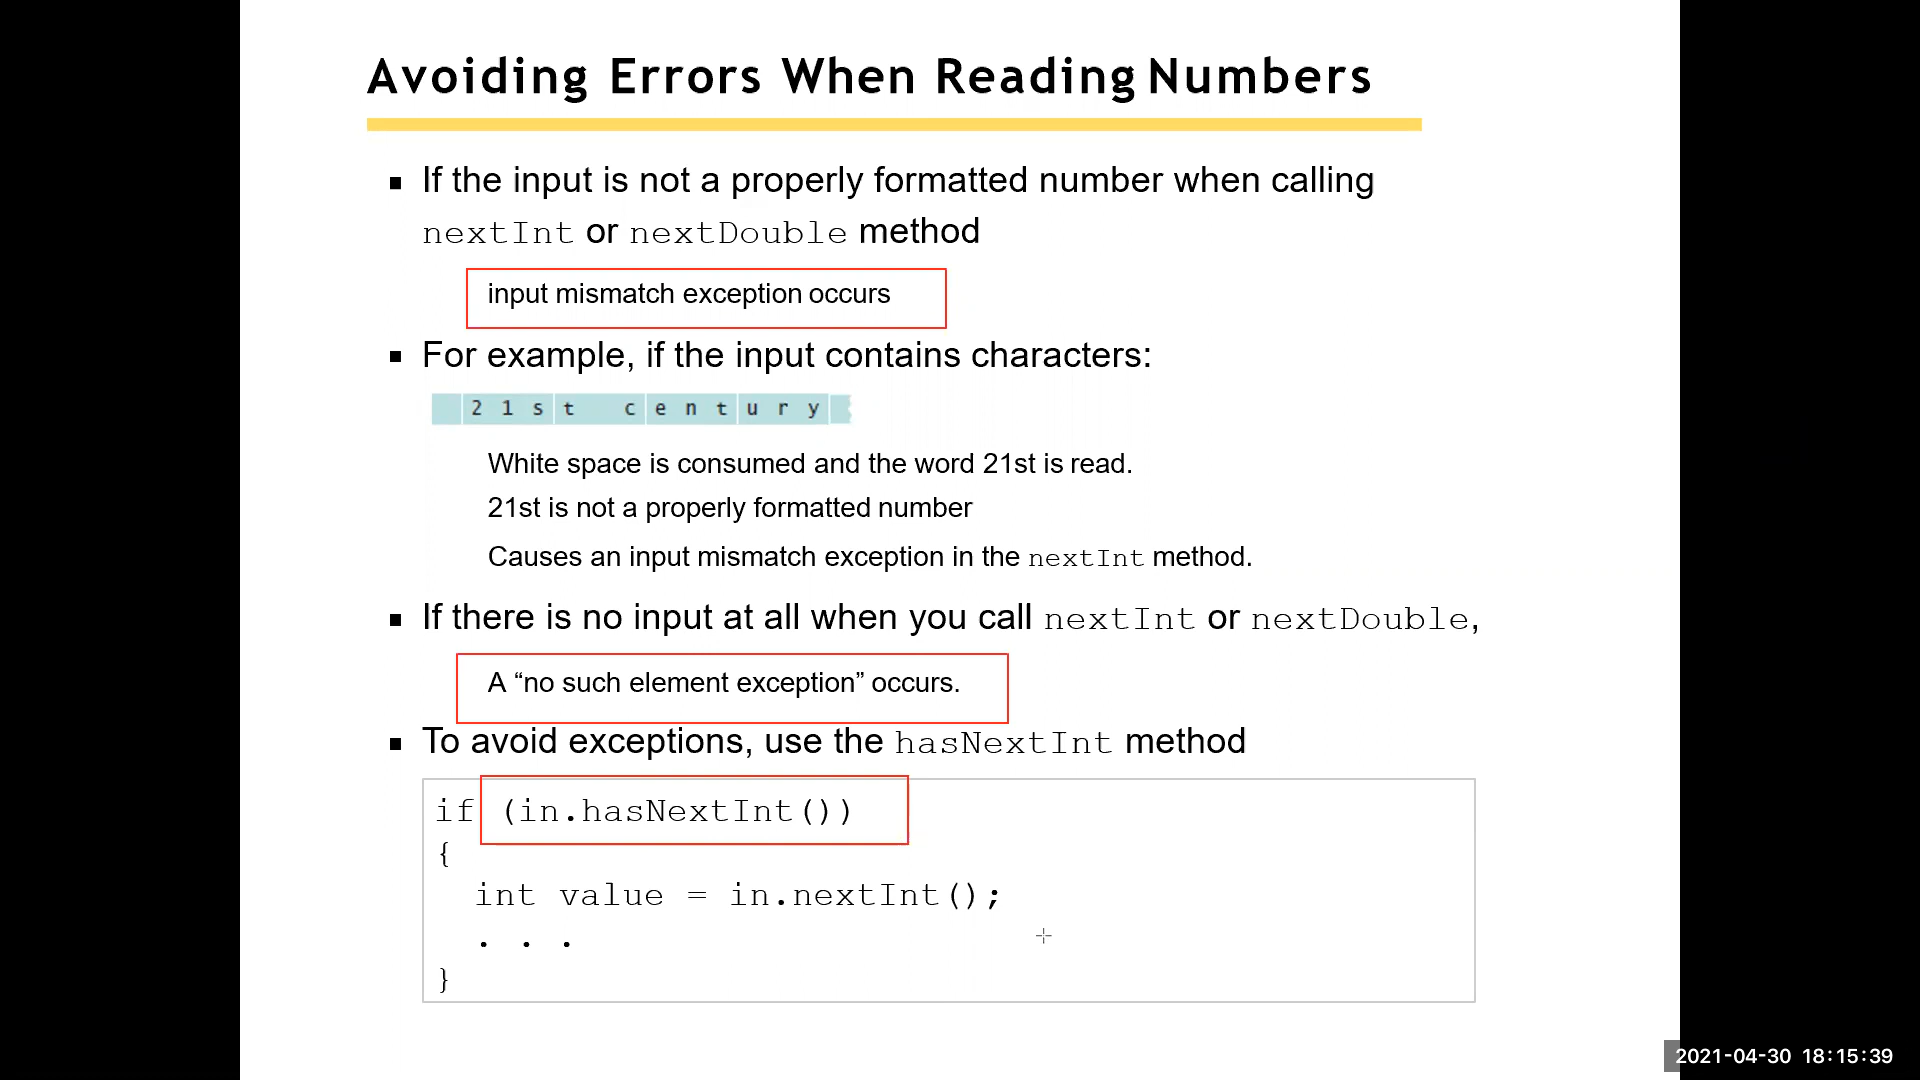 Avoiding Errors When Reading Numbers
▪ If the input is not a properly formatted number when calling
nextInt or nextDouble method
input mismatch exception occurs
▪ For example, if the input contains characters:
21st century
White space is consumed and the word 21st is read.
21st is not a properly formatted number
Causes an input mismatch exception in the nextInt method.
▪ If there is no input at all when you call nextInt or nextDouble,
A “no such element exception” occurs.
▪ To avoid exceptions, use the hasNextInt method
if (in.hasNextInt())
{
int value = in.nextInt();
. . .
}
2021-04-30 18:15:39